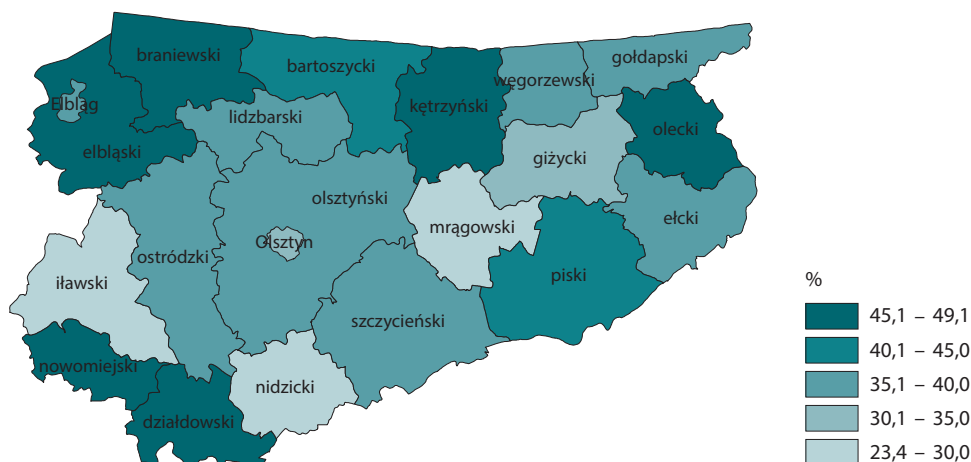 braniewski
bartoszycki
gołdapski
węgorzewski
Elbląg
kętrzyński
lidzbarski
olecki
elbląski
giżycki
olsztyński
ełcki
mrągowski
Olsztyn
ostródzki
iławski
piski
szczycieński
nowomiejski
nidzicki
działdowski
%
45,1 – 49,1
40,1 – 45,0
35,1 – 40,0
30,1 – 35,0
23,4 – 30,0